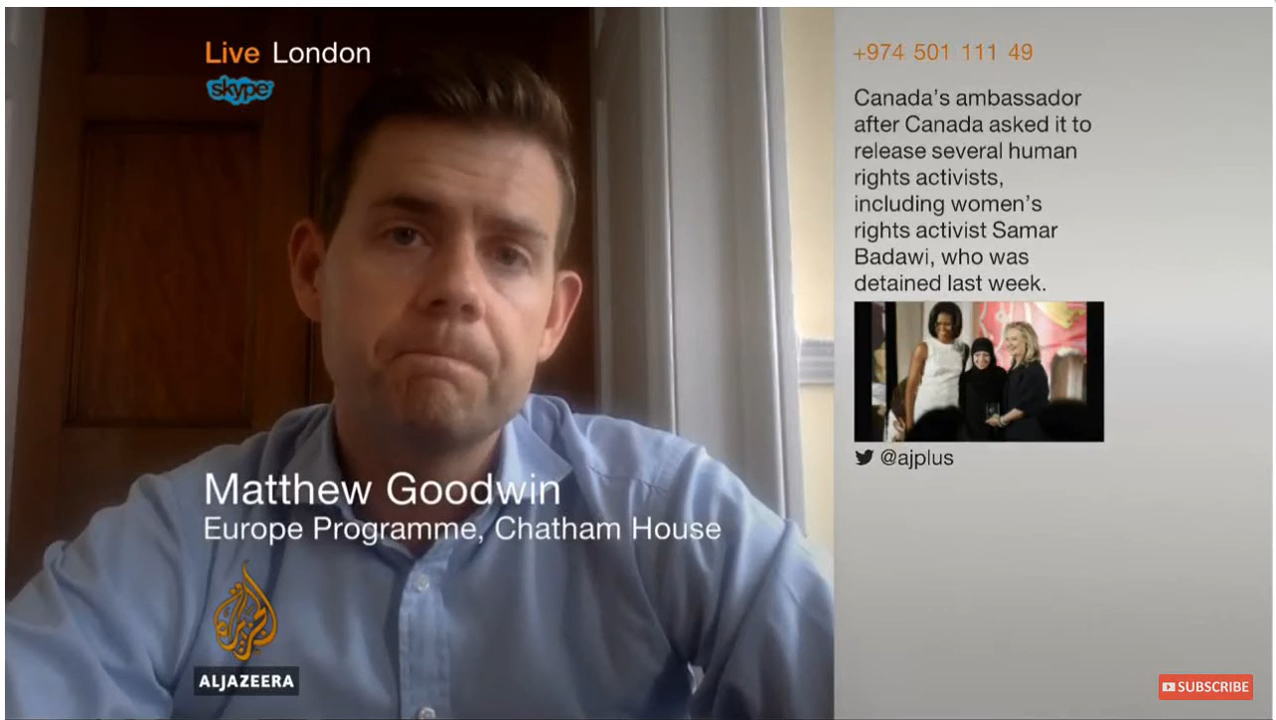 Live London
skype
+974 501 111 49
Canada's ambassador
after Canada asked it to
release several human
rights activists,
including women's
rights activist Samar
Badawi, who was
detained last week.
@ajplus
Matthew Goodwin
Europe Programme, Chatham House
الجزيرة
ALJAZEERA
SUBSCRIBE